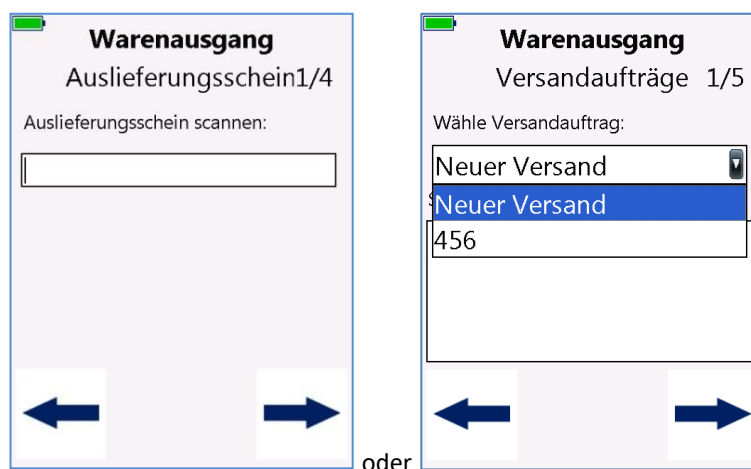 Warenausgang
Auslieferungsschein1/4
Auslieferungsschein scannen:
oder
Warenausgang
Versandaufträge 1/5
Wähle Versandauftrag:
Neuer Versand
Neuer Versand
456